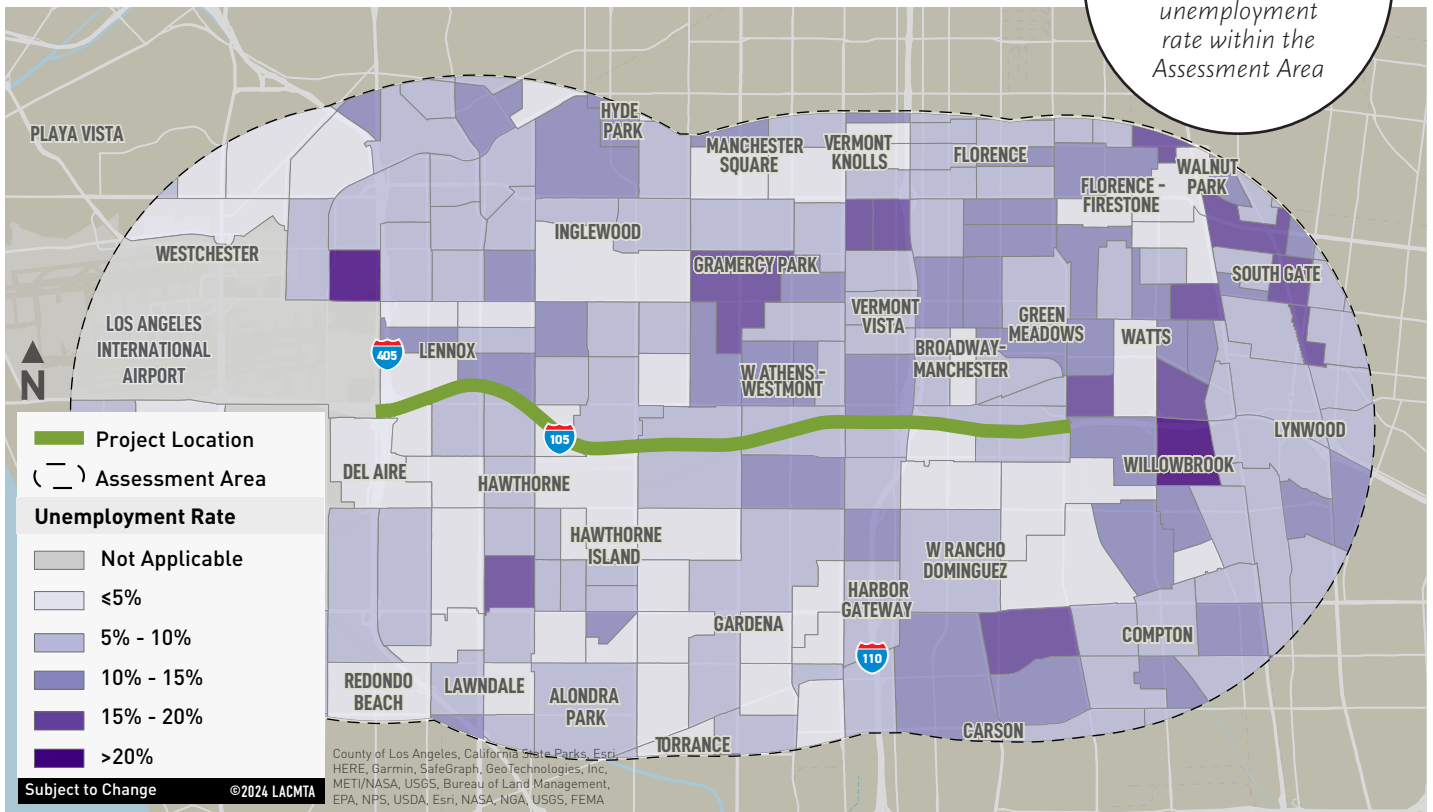 unemployment
rate within the
Assessment Area
PLAYA VISTA
HYDE
PARK
MANCHESTER
SQUARE
VERMONT
KNOLLS
FLORENCE
WALNUT
PARK
FLORENCE -
FIRESTONE
WESTCHESTER
INGLEWOOD
GRAMERCY PARK
SOUTH GATE
LOS ANGELES
INTERNATIONAL
AIRPORT
VERMONT
VISTA
GREEN
MEADOWS
WATTS
405
LENNOX
BROADWAY-
MANCHESTER
W ATHENS -
WESTMONT
N
105
LYNWOOD
DEL AIRE
HAWTHORNE
WILLOWBROOK
HAWTHORNE
ISLAND
W RANCHO
DOMINGUEZ
HARBOR
GATEWAY
GARDENA
COMPTON
110
REDONDO
BEACH
LAWNDALE
ALONDRA
PARK
CARSON
TORRANCE
Project Location
Assessment Area
Unemployment Rate
Not Applicable
≤5%
5% - 10%
10% - 15%
15% - 20%
>20%
Subject to Change ©2024 LACMTA
County of Los Angeles, California State Parks, Esri,
HERE, Garmin, SafeGraph, GeoTechnologies, Inc,
METI/NASA, USGS, Bureau of Land Management,
EPA, NPS, USDA, Esri, NASA, NGA, USGS, FEMA